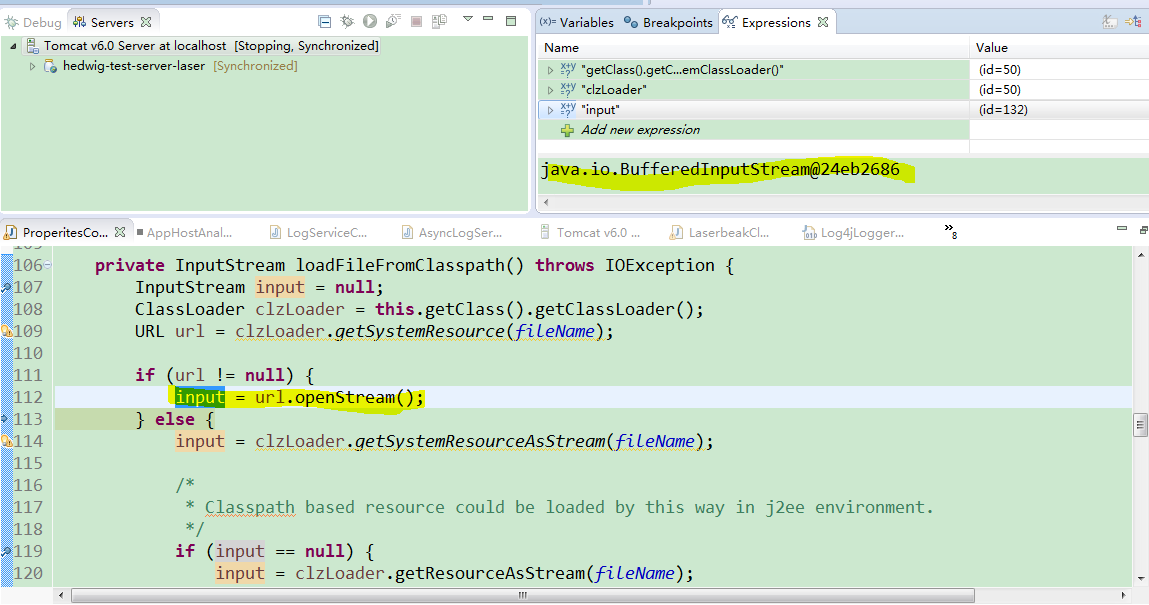 Debug Servers
Tomcat v6.0 Server at localhost [Stopping, Synchronized]
hedwig-test-server-laser [Synchronized]
(x)= Variables Breakpoints Expressions
Name Value
"getClass().getC...emClassLoader()" (id=50)
"clzLoader" (id=50)
"input" (id=132)
Add new expression
java.io.BufferedInputStream@24eb2686
ProperitesCo... AppHostAnal... LogServiceC... AsyncLogSer... Tomcat v6.0 ... LaserbeakCl... Log4jLogger... »8
105
106 private InputStream loadFileFromClasspath() throws IOException {
107 InputStream input = null;
108 ClassLoader clzLoader = this.getClass().getClassLoader();
109 URL url = clzLoader.getSystemResource(fileName);
110
111 if (url != null) {
112 input = url.openStream();
113 } else {
114 input = clzLoader.getSystemResourceAsStream(fileName);
115
116 /*
117 * Classpath based resource could be loaded by this way in j2ee environment.
118 */
119 if (input == null) {
120 input = clzLoader.getResourceAsStream(fileName);